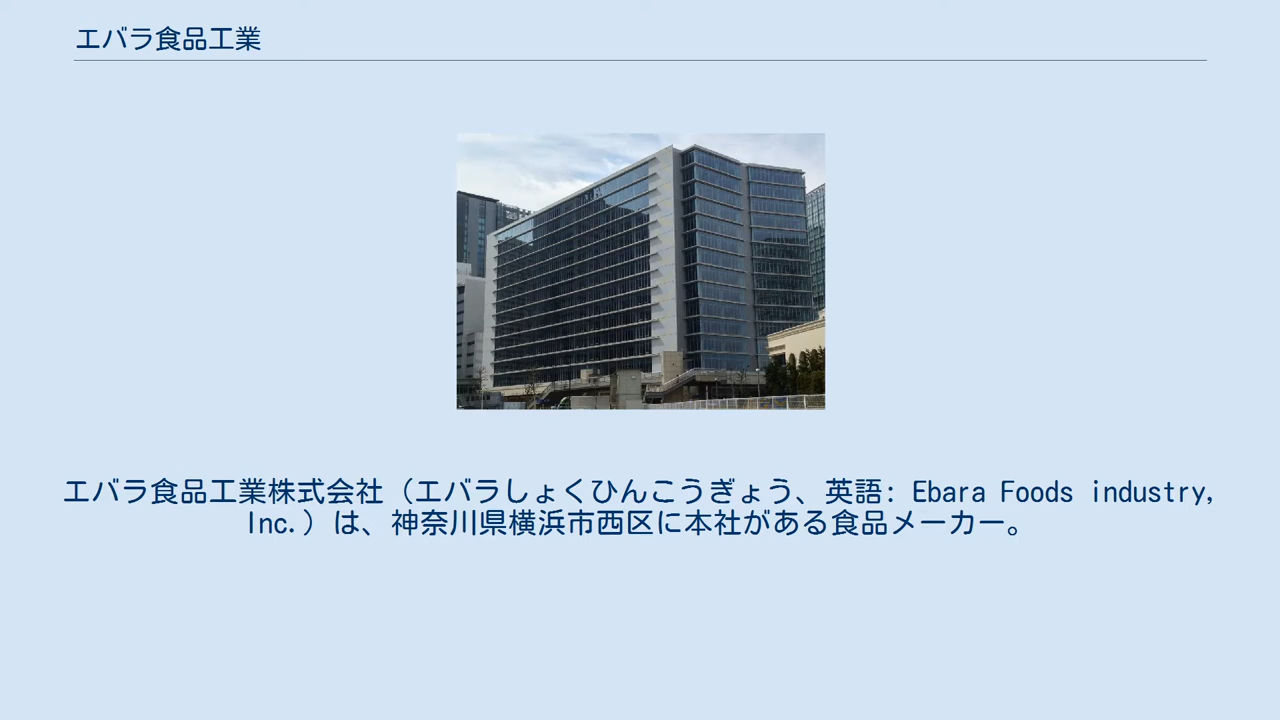 エバラ食品工業
エバラ食品工業株式会社（エバラしょくひんこうぎょう、英語: Ebara Foods industry,
Inc.）は、神奈川県横浜市西区に本社がある食品メーカー。